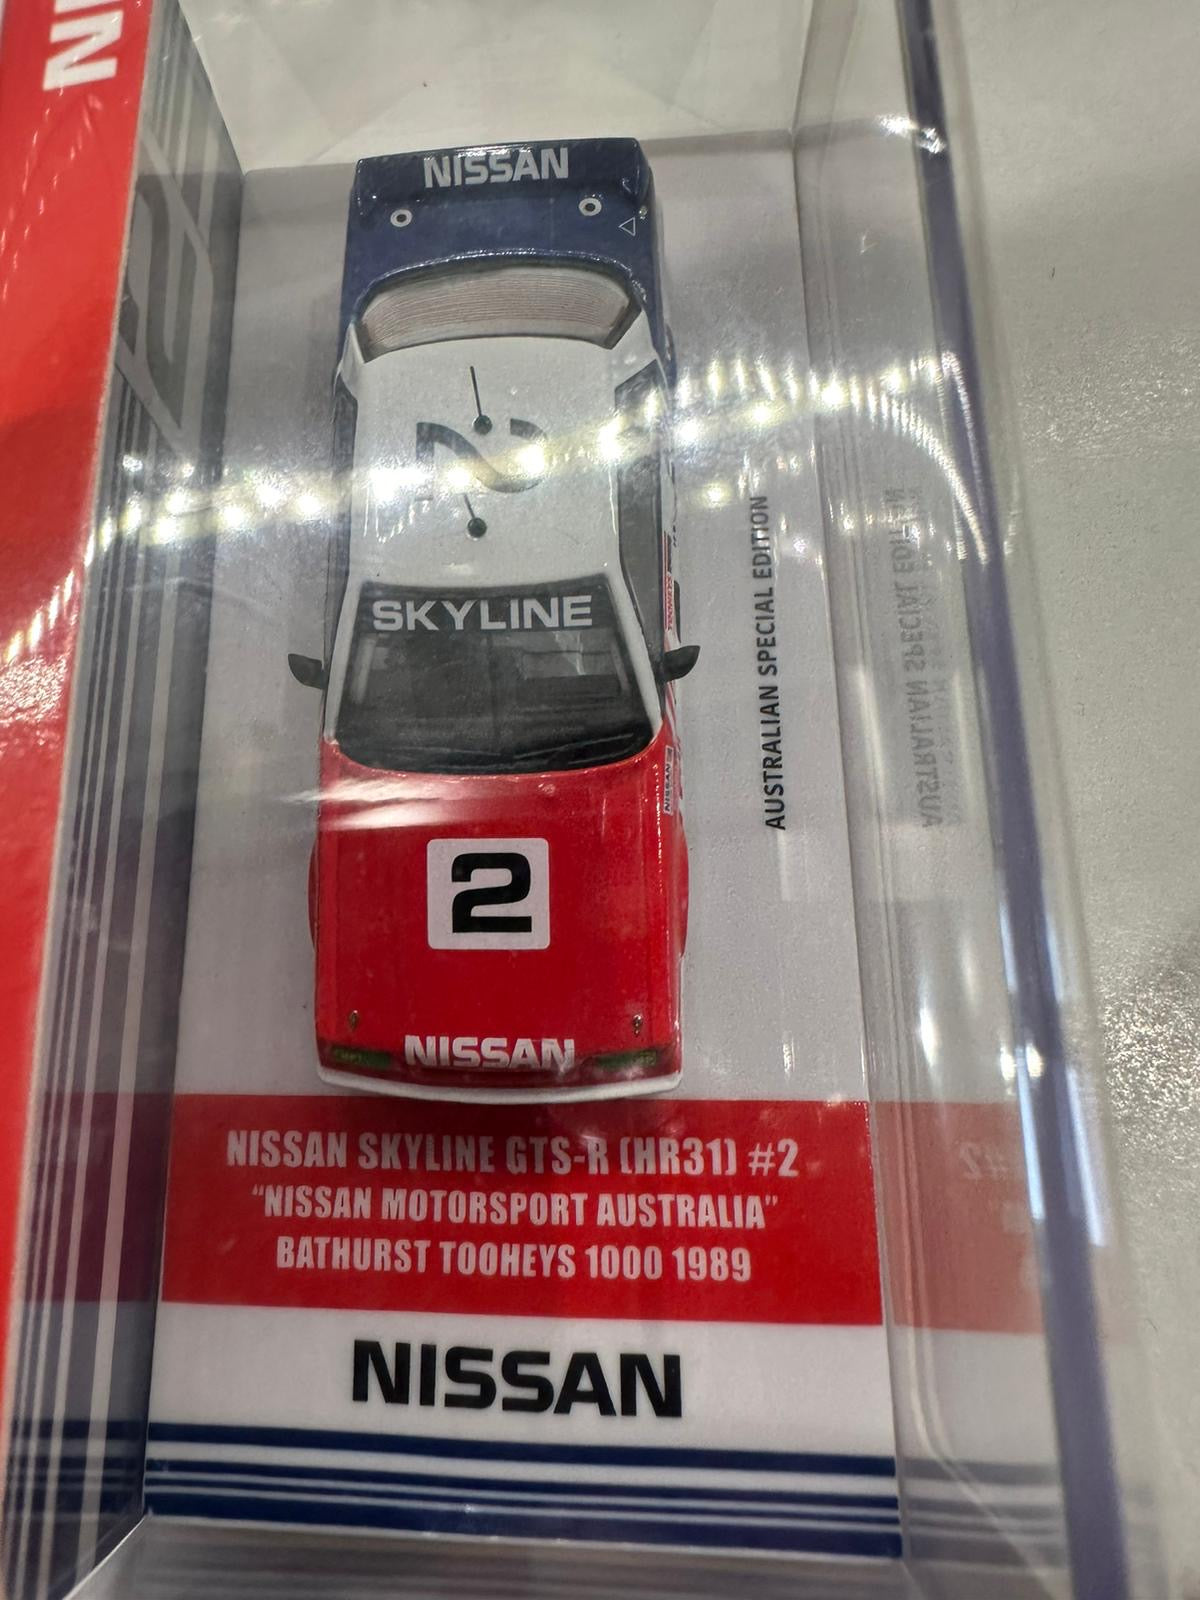 NISSAN
2
SKYLINE
AUSTRALIAN SPECIAL EDITION
NISSAN
2
NISSAN
NISSAN SKYLINE GTS-R (HR31) #2
"NISSAN MOTORSPORT AUSTRALIA"
BATHURST TOOHEYS 1000 1989
NISSAN